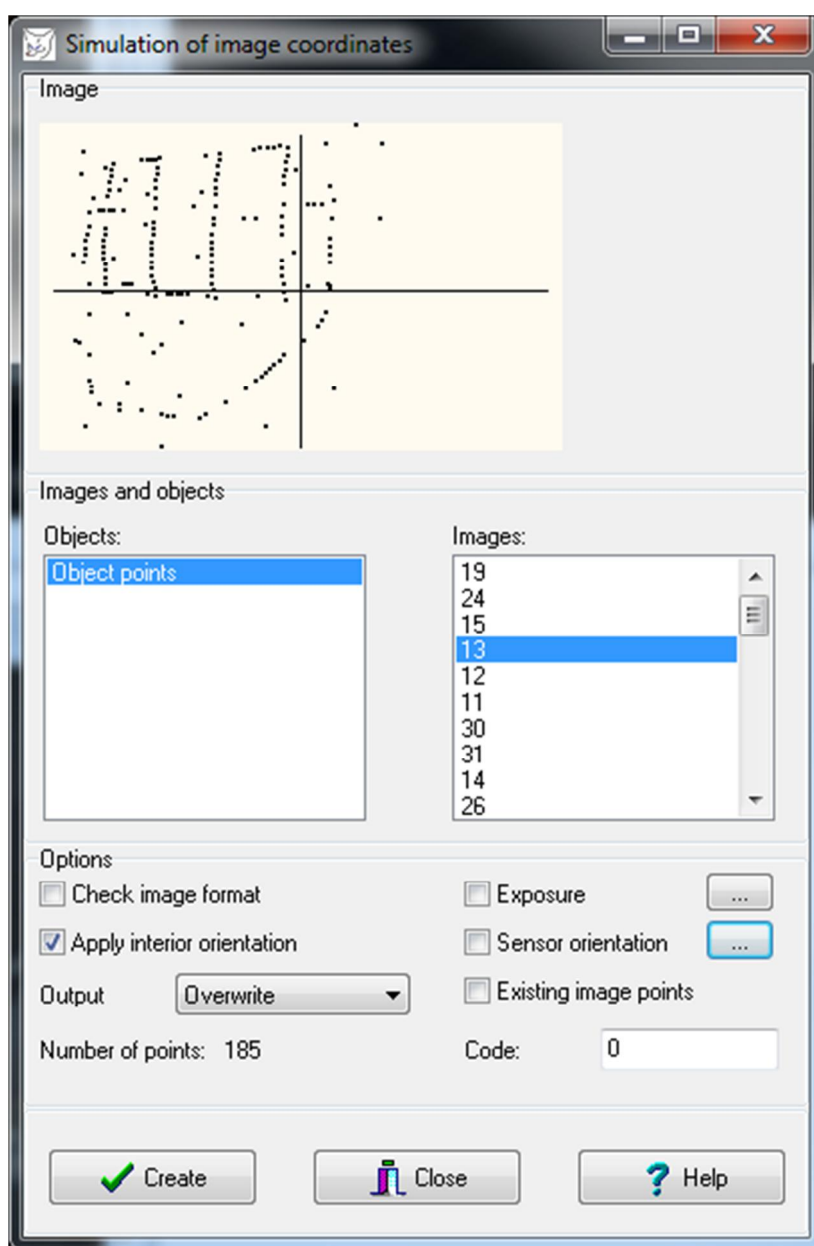 Simulation of image coordinates
Image
Images and objects
Objects:
Images:
Object points
19
24
15
13
12
11
30
31
14
26
Options
Check image format
Exposure
...
Apply interior orientation
Sensor orientation
...
Output
Overwrite
Existing image points
Number of points: 185
Code:
0
Create
Close
? Help